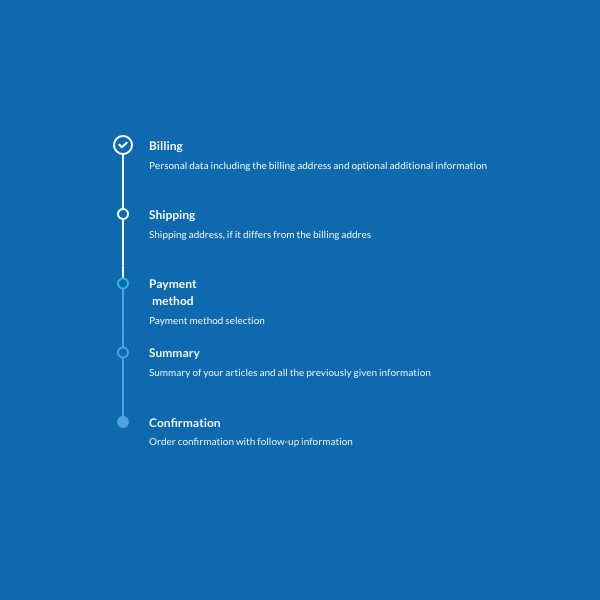 Billing
Personal data including the billing address and optional additional information
Shipping
Shipping address, if it differs from the billing addres
Payment
method
Payment method selection
Summary
Summary of your articles and all the previously given information
Confirmation
Order confirmation with follow-up information